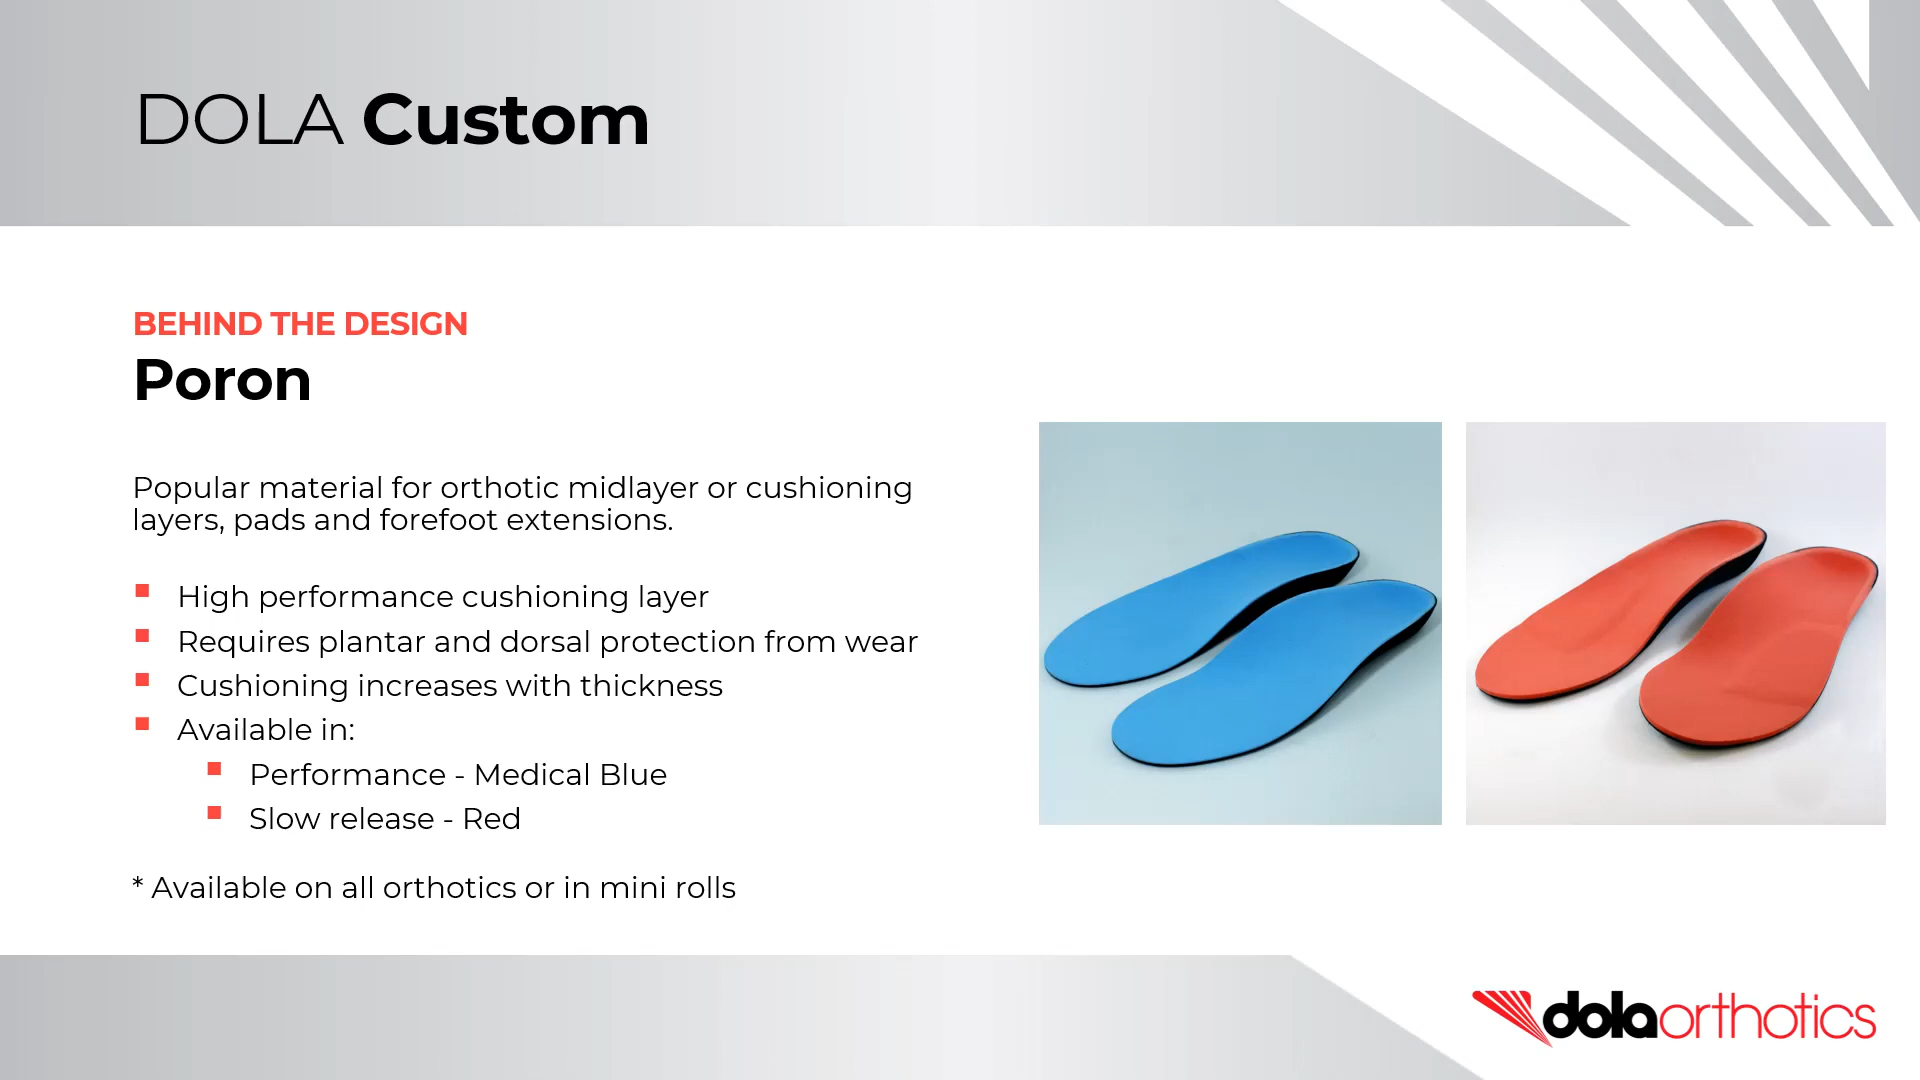 DOLA Custom
BEHIND THE DESIGN
Poron
Popular material for orthotic midlayer or cushioning
layers, pads and forefoot extensions.
High performance cushioning layer
Requires plantar and dorsal protection from wear
Cushioning increases with thickness
Available in:
Performance - Medical Blue
Slow release - Red
* Available on all orthotics or in mini rolls
dolaorthotics